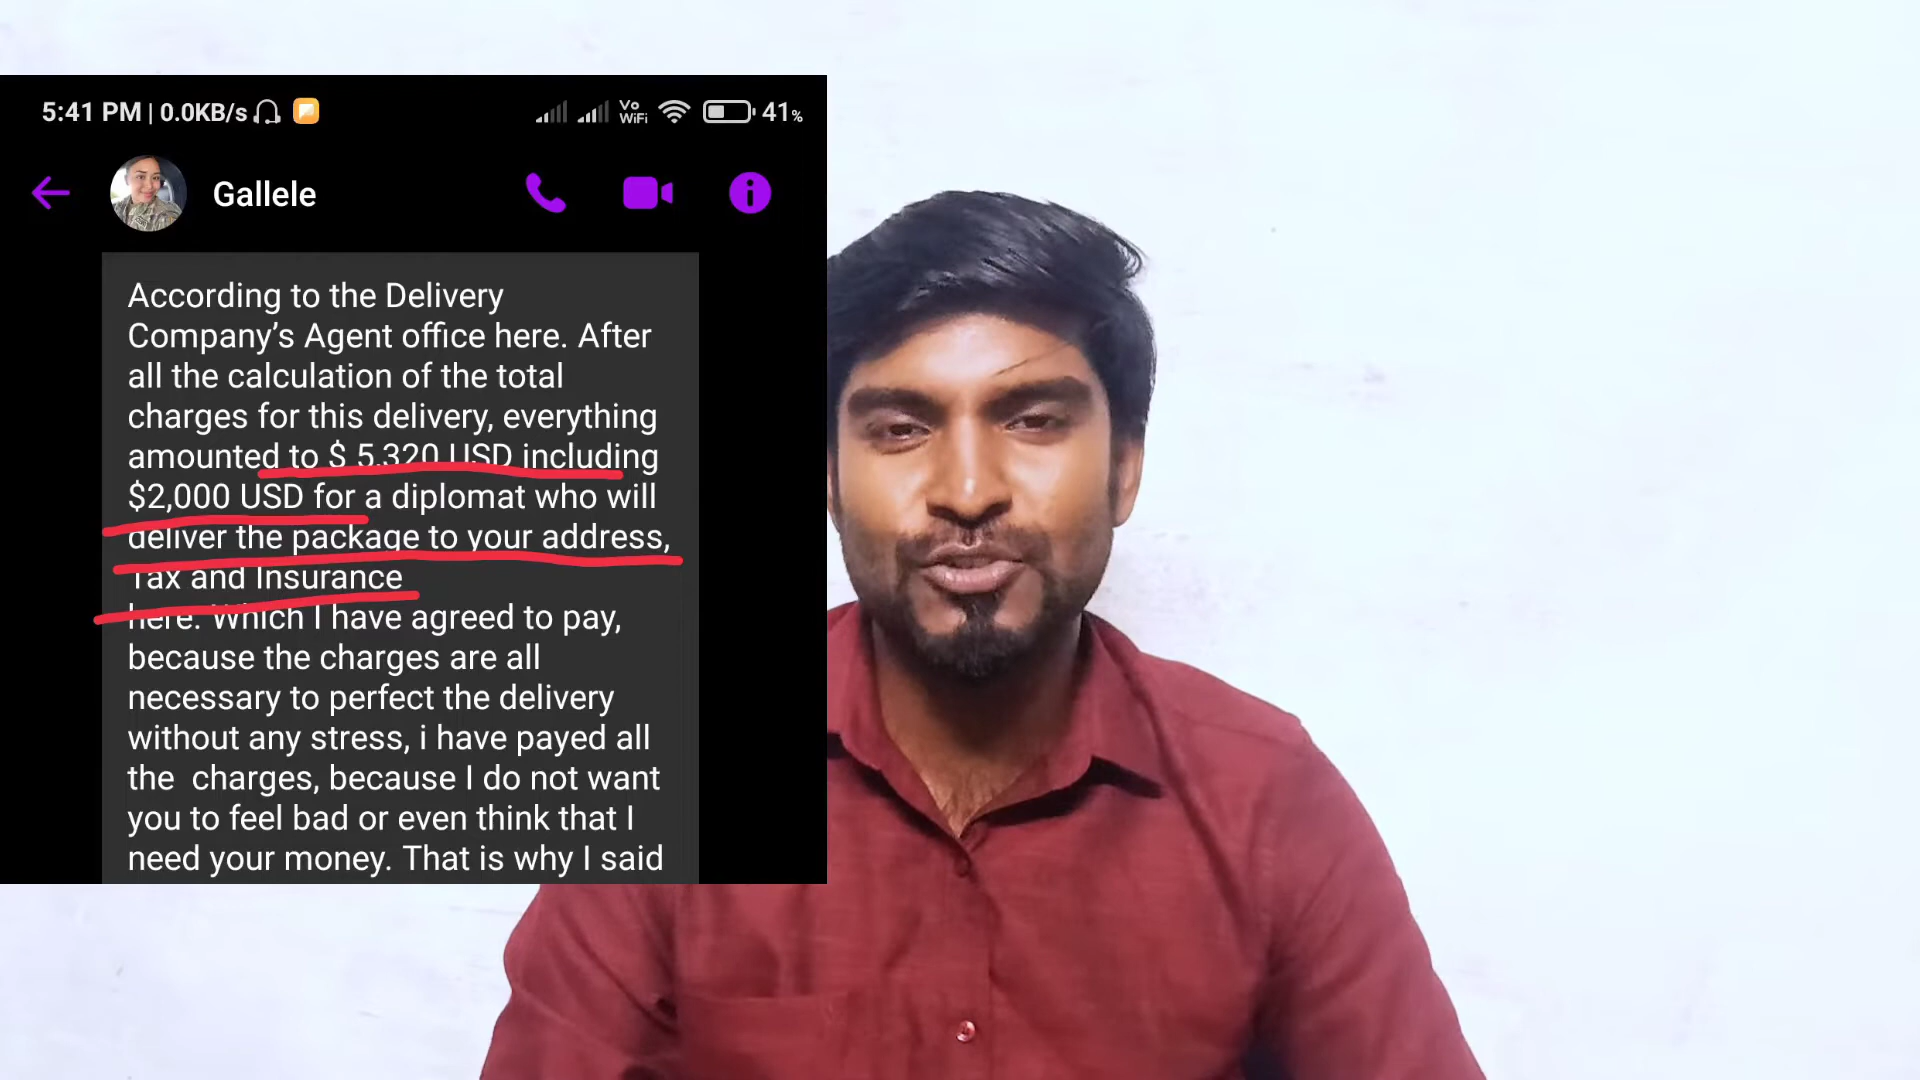 5:41 PM | 0.0KB/s Vo WiFi 41%
Gallele
According to the Delivery
Company's Agent office here. After
all the calculation of the total
charges for this delivery, everything
amounted to $ 5,320 USD including
$2,000 USD for a diplomat who will
deliver the package to your address,
Tax and Insurance
here. Which I have agreed to pay,
because the charges are all
necessary to perfect the delivery
without any stress, i have payed all
the  charges, because I do not want
you to feel bad or even think that I
need your money. That is why I said